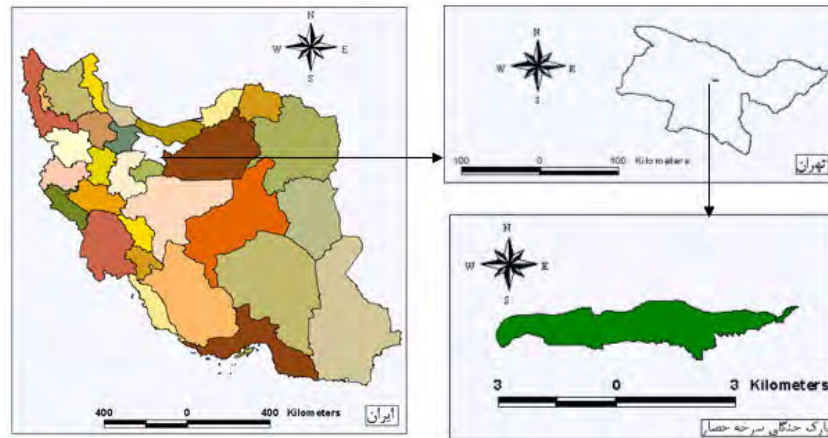 N
W E
S
400 0 400 Kilometers
ایران
N
W E
S
100 0 100 Kilometers
تهران
N
W E
S
3 0 3 Kilometers
پارک جنگلی سرخه حصار